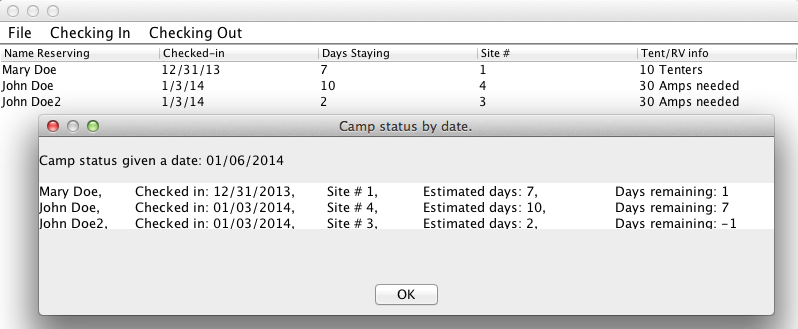 File Checking In Checking Out
Name Reserving Checked-in Days Staying Site # Tent/RV info
Mary Doe 12/31/13 7 1 10 Tenters
John Doe 1/3/14 10 4 30 Amps needed
John Doe2 1/3/14 2 3 30 Amps needed
Camp status by date.
Camp status given a date: 01/06/2014
Mary Doe, Checked in: 12/31/2013, Site # 1, Estimated days: 7, Days remaining: 1
John Doe, Checked in: 01/03/2014, Site # 4, Estimated days: 10, Days remaining: 7
John Doe2, Checked in: 01/03/2014, Site # 3, Estimated days: 2, Days remaining: -1
OK